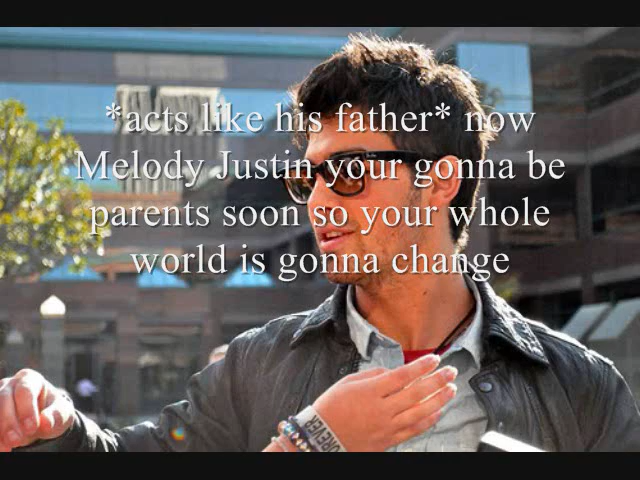 *acts like his father* now
Melody Justin your gonna be
parents soon so your whole
world is gonna change
FOREVER